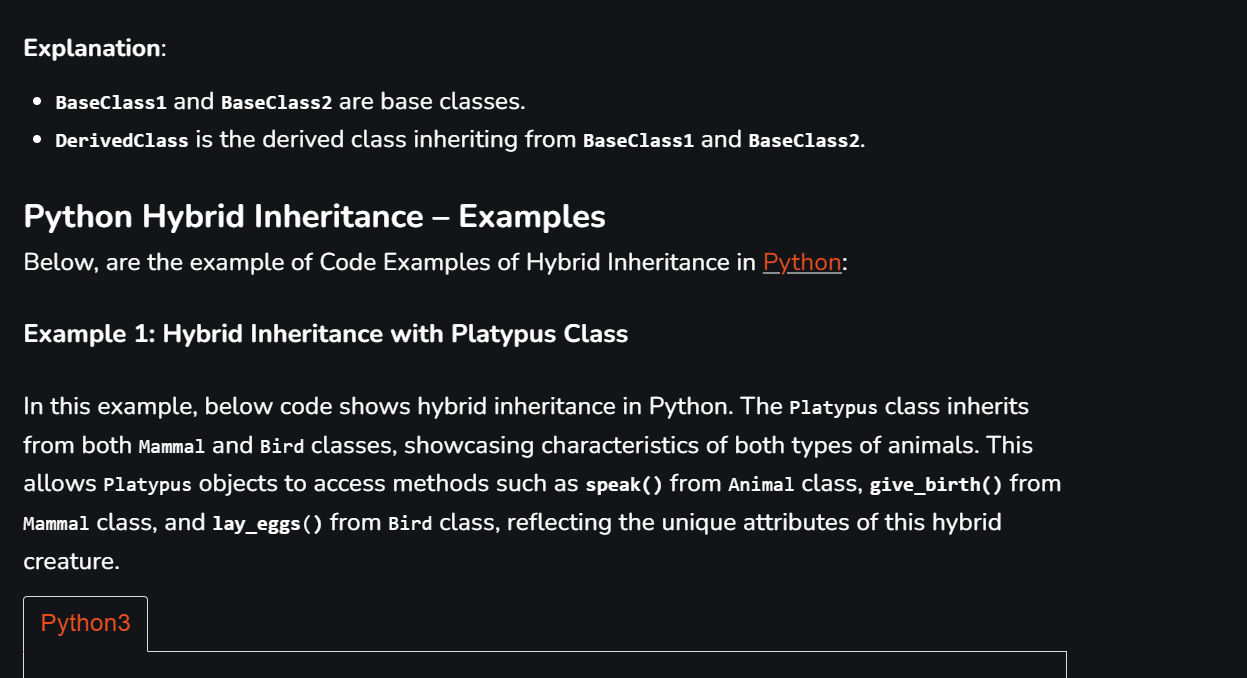 Explanation:
BaseClass1 and BaseClass2 are base classes.
DerivedClass is the derived class inheriting from BaseClass1 and BaseClass2.
Python Hybrid Inheritance – Examples
Below, are the example of Code Examples of Hybrid Inheritance in Python:
Example 1: Hybrid Inheritance with Platypus Class
In this example, below code shows hybrid inheritance in Python. The Platypus class inherits
from both Mammal and Bird classes, showcasing characteristics of both types of animals. This
allows Platypus objects to access methods such as speak() from Animal class, give_birth() from
Mammal class, and lay_eggs() from Bird class, reflecting the unique attributes of this hybrid
creature.
Python3